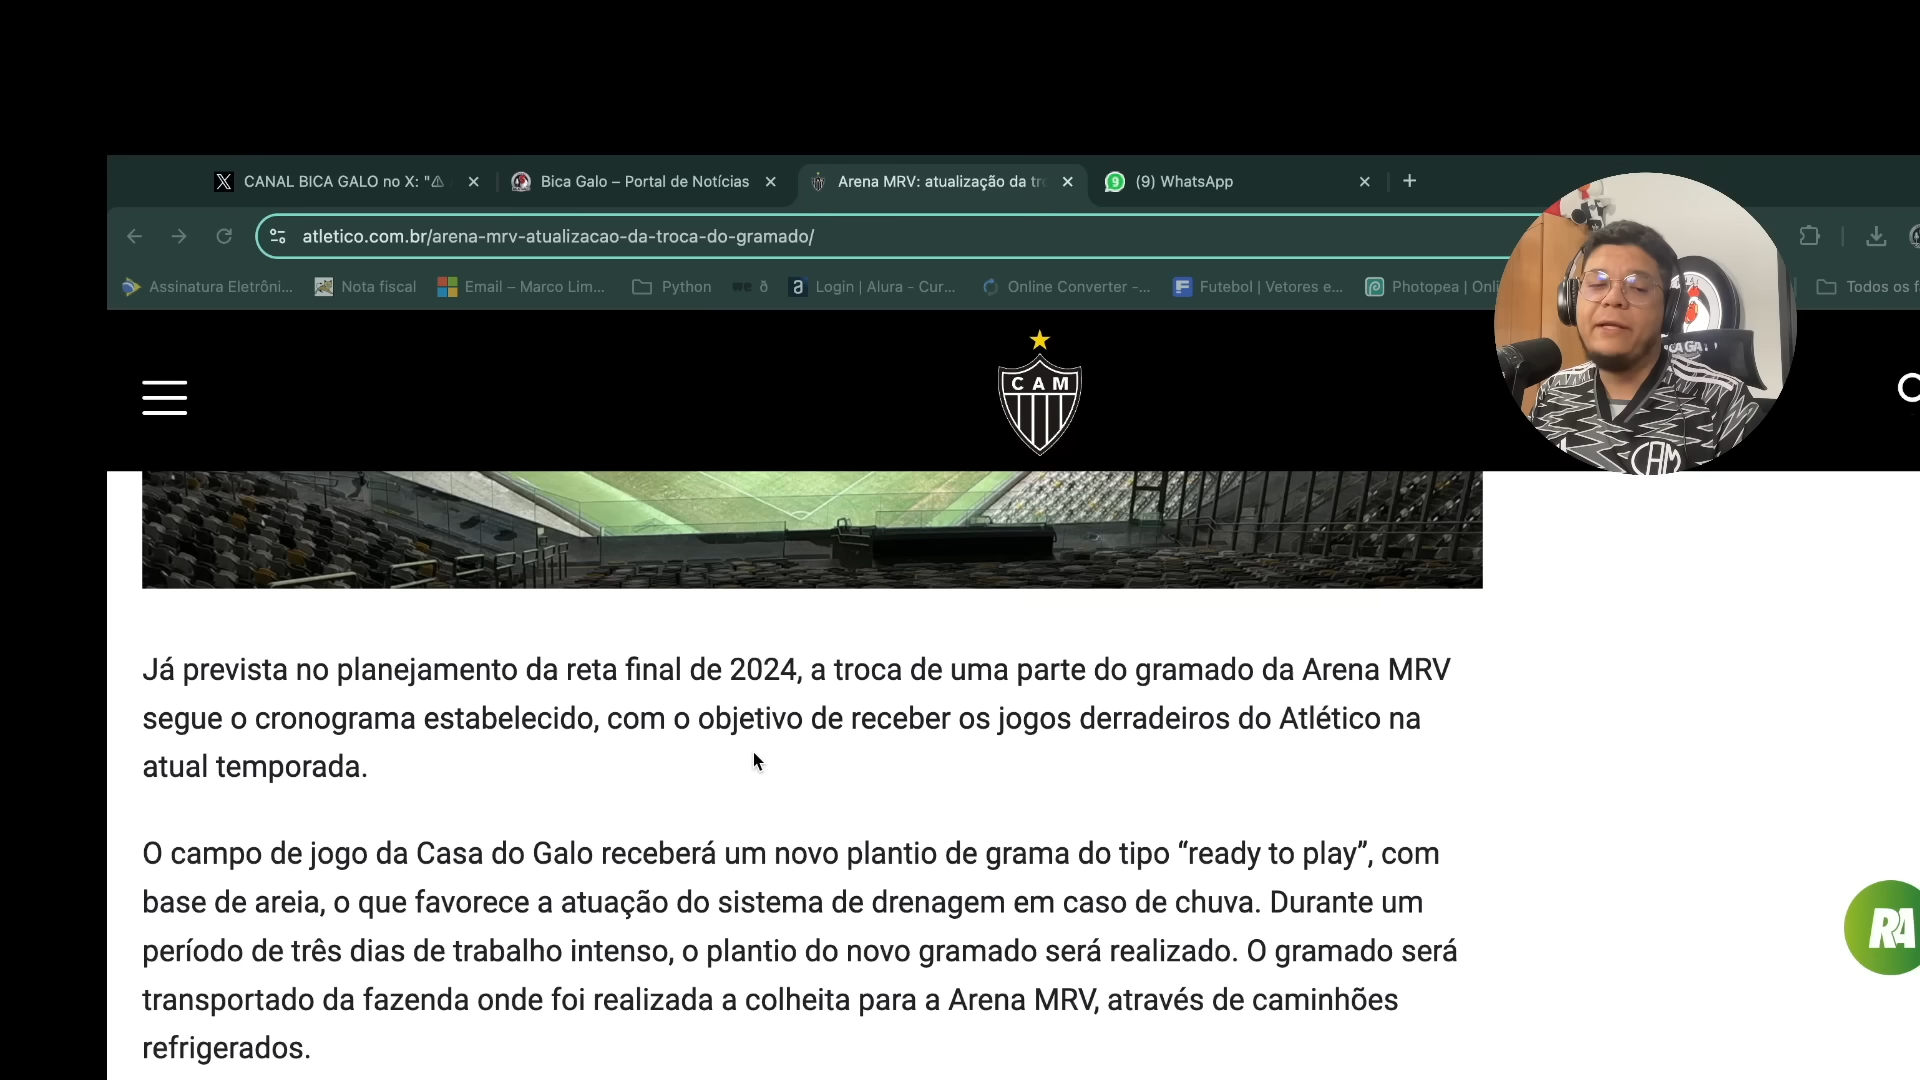 CANAL BICA GALO no X: "⚠
Bica Galo – Portal de Notícias
Arena MRV: atualização da tr
(9) WhatsApp
atletico.com.br/arena-mrv-atualizacao-da-troca-do-gramado/
Assinatura Eletrôni...
Nota fiscal
Email – Marco Lim...
Python
we
Login | Alura - Cur...
Online Converter -...
Futebol | Vetores e...
Photopea | Onli
Todos os f
CAM
CAM
Já prevista no planejamento da reta final de 2024, a troca de uma parte do gramado da Arena MRV
segue o cronograma estabelecido, com o objetivo de receber os jogos derradeiros do Atlético na
atual temporada.
O campo de jogo da Casa do Galo receberá um novo plantio de grama do tipo “ready to play”, com
base de areia, o que favorece a atuação do sistema de drenagem em caso de chuva. Durante um
período de três dias de trabalho intenso, o plantio do novo gramado será realizado. O gramado será
transportado da fazenda onde foi realizada a colheita para a Arena MRV, através de caminhões
refrigerados.
RA